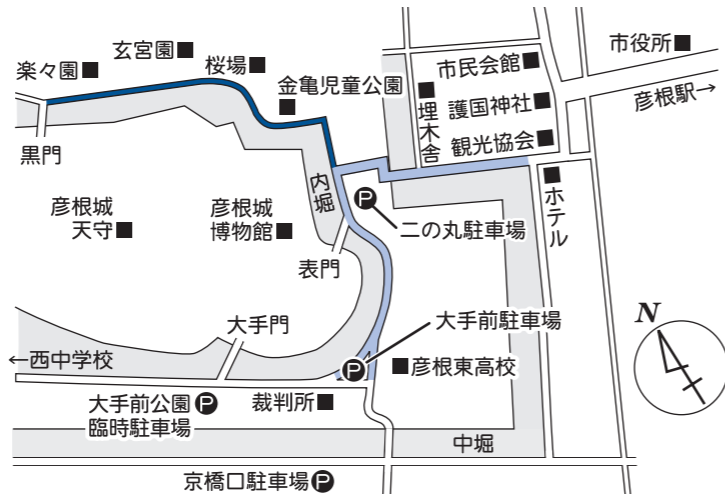 玄宮園
桜場
市役所
楽々園
市民会館
金亀児童公園
彦根駅→
埋木舎
護国神社
観光協会
黒門
内堀
ホテル
彦根城
天守
彦根城
博物館
二の丸駐車場
P
表門
大手門
大手前駐車場
N
←西中学校
P
彦根東高校
大手前公園 P
臨時駐車場
裁判所
中堀
京橋口駐車場 P